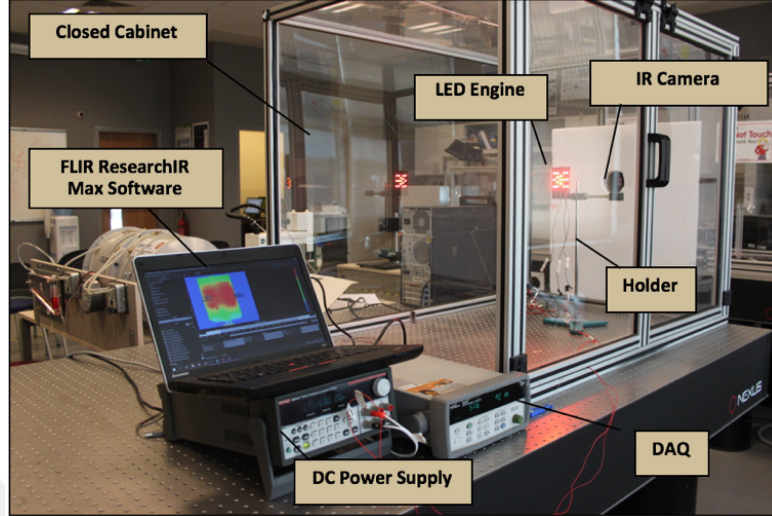 Closed Cabinet
LED Engine
IR Camera
FLIR ResearchIR
Max Software
Not Touch
Holder
NEXUS
DAQ
DC Power Supply